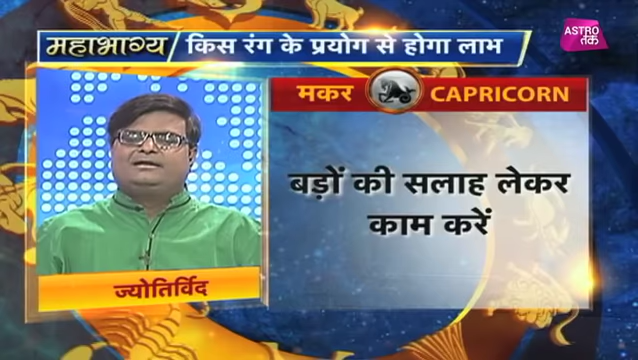 महाभाग्य किस रंग के प्रयोग से होगा लाभ
ASTRO
तक
मकर CAPRICORN
बड़ों की सलाह लेकर
काम करें
ज्योतिर्विद